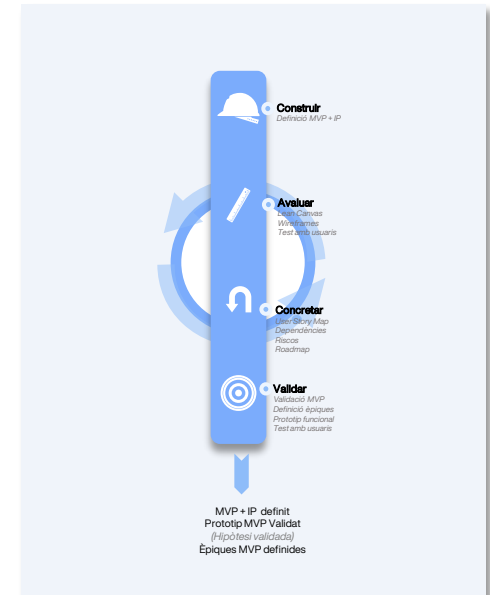 Construir
Definició MVP + IP
Avaluar
Lean Canvas
Wireframes
Test amb usuaris
Concretar
User Story Map
Dependències
Riscos
Roadmap
Validar
Validació MVP
Definició èpiques
Prototip funcional
Test amb usuaris
MVP + IP definit
Prototip MVP Validat
(Hipòtesi validada)
Èpiques MVP definides